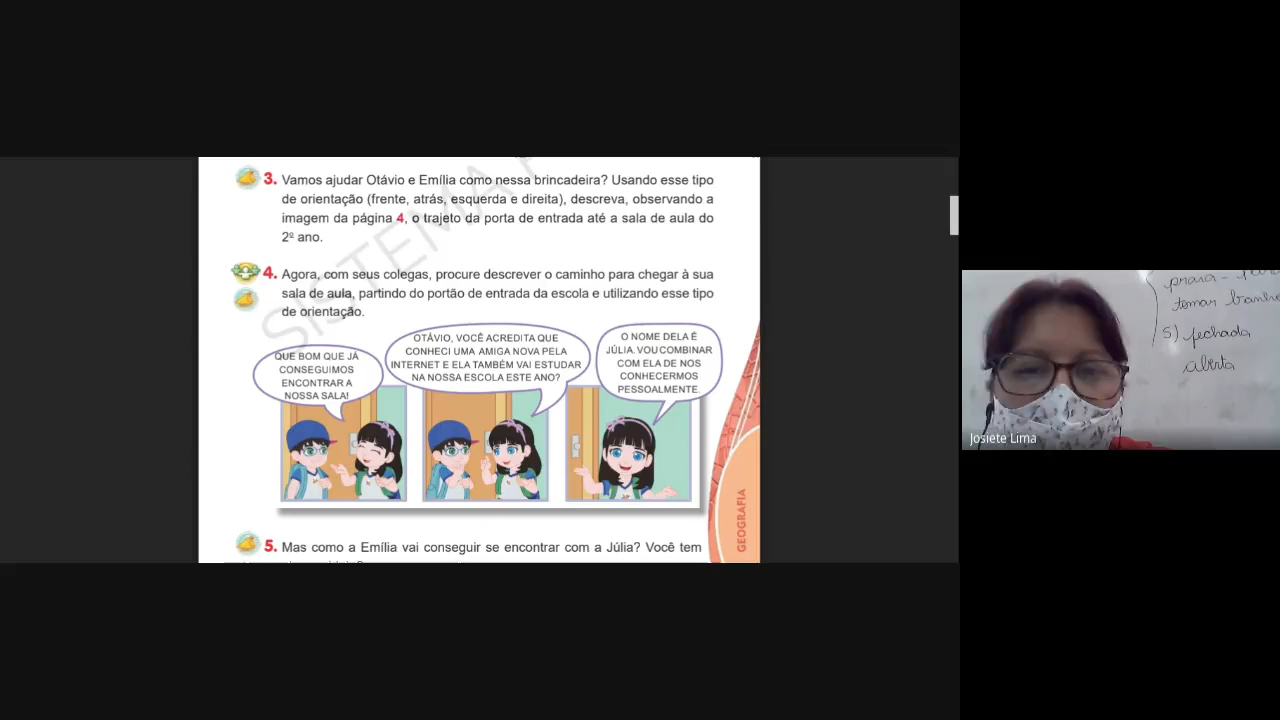 SISTEMA
3. Vamos ajudar Otávio e Emília como nessa brincadeira? Usando esse tipo
de orientação (frente, atrás, esquerda e direita), descreva, observando a
imagem da página 4, o trajeto da porta de entrada até a sala de aula do
2º ano.
4. Agora, com seus colegas, procure descrever o caminho para chegar à sua
sala de aula, partindo do portão de entrada da escola e utilizando esse tipo
de orientação.
QUE BOM QUE JÁ
CONSEGUIMOS
ENCONTRAR A
NOSSA SALA!
OTÁVIO, VOCÊ ACREDITA QUE
CONHECI UMA AMIGA NOVA PELA
INTERNET E ELA TAMBÉM VAI ESTUDAR
NA NOSSA ESCOLA ESTE ANO?
O NOME DELA É
JÚLIA. VOU COMBINAR
COM ELA DE NOS
CONHECERMOS
PESSOALMENTE.
GEOGRAFIA
5. Mas como a Emília vai conseguir se encontrar com a Júlia? Você tem
praia -
tomar banho
5) fechada
aberta
Josiete Lima